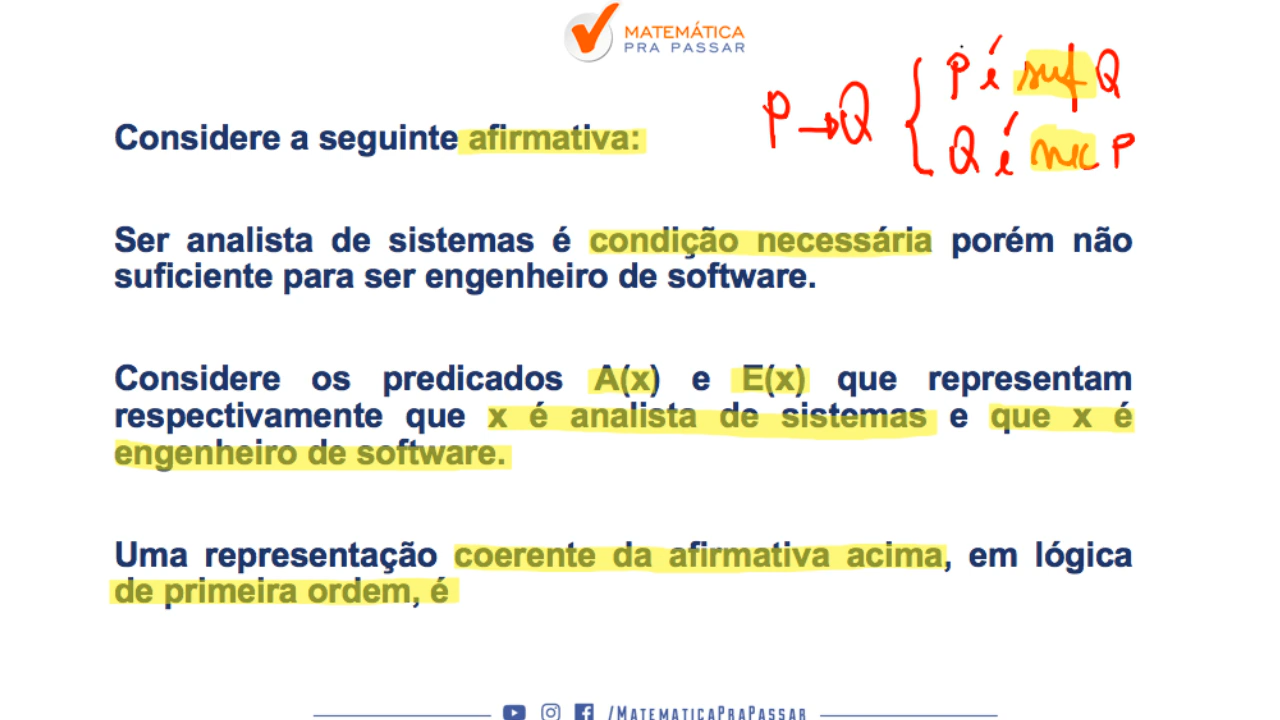 MATEMÁTICA
PRA PASSAR
P → Q { P é suf Q
Q é nec P
Considere a seguinte afirmativa:
Ser analista de sistemas é condição necessária porém não
suficiente para ser engenheiro de software.
Considere os predicados A(x) e E(x) que representam
respectivamente que x é analista de sistemas e que x é
engenheiro de software.
Uma representação coerente da afirmativa acima, em lógica
de primeira ordem, é
/MATEMATICAPRAPASSAR